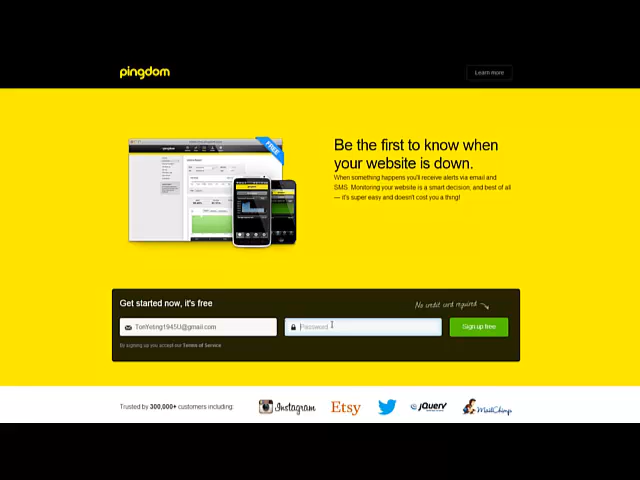 pingdom
Learn more
FREE
Be the first to know when
your website is down.
When something happens you'll receive alerts via email and
SMS. Monitoring your website is a smart decision, and best of all
— it's super easy and doesn't cost you a thing!
Get started now, it's free
No credit card required
TonYeling1945U@gmail.com
Password
Sign up free
By signing up you accept our Terms of Service
Trusted by 300,000+ customers including:
Instagram
Etsy
jQuery
MailChimp